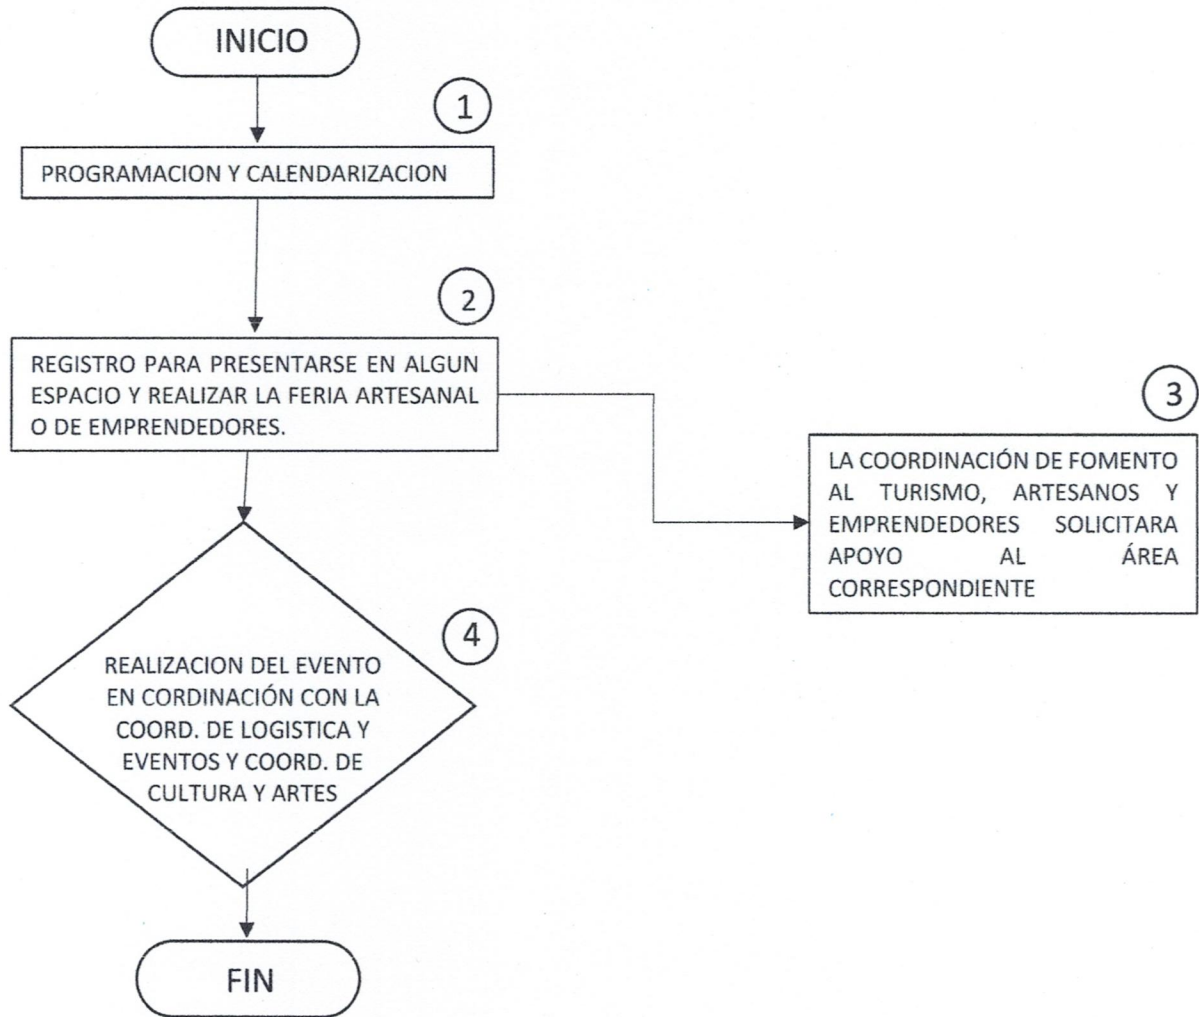 INICIO
1
PROGRAMACION Y CALENDARIZACION
2
REGISTRO PARA PRESENTARSE EN ALGUN
ESPACIO Y REALIZAR LA FERIA ARTESANAL
O DE EMPRENDEDORES.
3
LA COORDINACIÓN DE FOMENTO
AL TURISMO, ARTESANOS Y
EMPRENDEDORES SOLICITARA
APOYO AL ÁREA
CORRESPONDIENTE
4
REALIZACION DEL EVENTO
EN CORDINACIÓN CON LA
COORD. DE LOGISTICA Y
EVENTOS Y COORD. DE
CULTURA Y ARTES
FIN